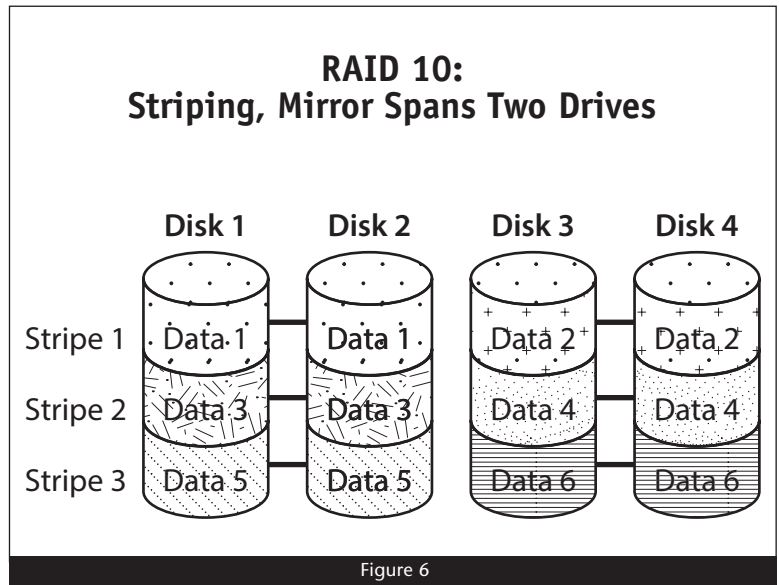 RAID 10:
Striping, Mirror Spans Two Drives
Disk 1 Disk 2 Disk 3 Disk 4
Stripe 1 Data 1 Data 1 Data 2 Data 2
Stripe 2 Data 3 Data 3 Data 4 Data 4
Stripe 3 Data 5 Data 5 Data 6 Data 6
Figure 6